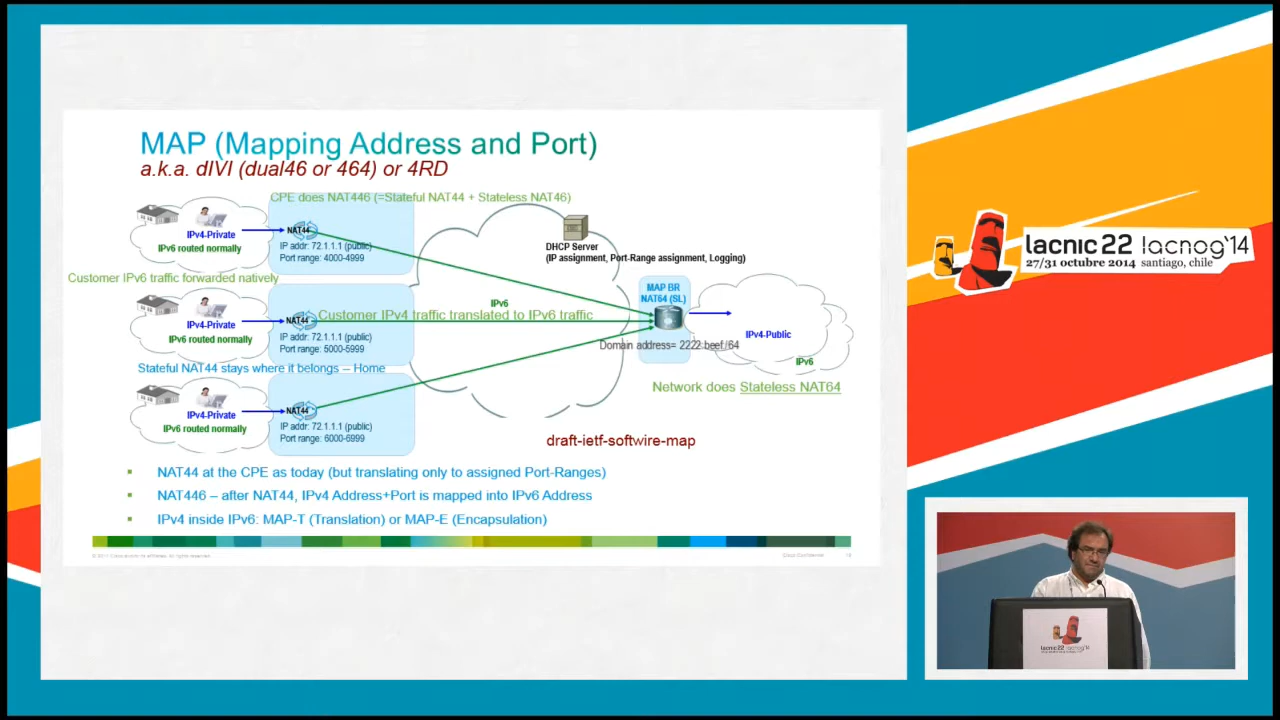 MAP (Mapping Address and Port)
a.k.a. dIVI (dual46 or 464) or 4RD
CPE does NAT446 (=Stateful NAT44 + Stateless NAT46)
IPv4-Private
IPv6 routed normally
NAT44
IP addr: 72.1.1.1 (public)
Port range: 4000-4999
DHCP Server
(IP assignment, Port-Range assignment, Logging)
Customer IPv6 traffic forwarded natively
MAP BR
NAT64 (SL)
IPv6
IPv4-Private
IPv6 routed normally
NAT44
Customer IPv4 traffic translated to IPv6 traffic
IP addr: 72.1.1.1 (public)
Port range: 5000-5999
Domain address= 2222:beef:/64
IPv4-Public
IPv6
Stateful NAT44 stays where it belongs – Home
Network does Stateless NAT64
IPv4-Private
IPv6 routed normally
NAT44
IP addr: 72.1.1.1 (public)
Port range: 6000-6999
draft-ietf-softwire-map
NAT44 at the CPE as today (but translating only to assigned Port-Ranges)
NAT446 – after NAT44, IPv4 Address+Port is mapped into IPv6 Address
IPv4 inside IPv6: MAP-T (Translation) or MAP-E (Encapsulation)
Cisco Confidential
lacnic 22 lacnog'14
27/31 octubre 2014 santiago, chile
lacnic 22 lacnog'14